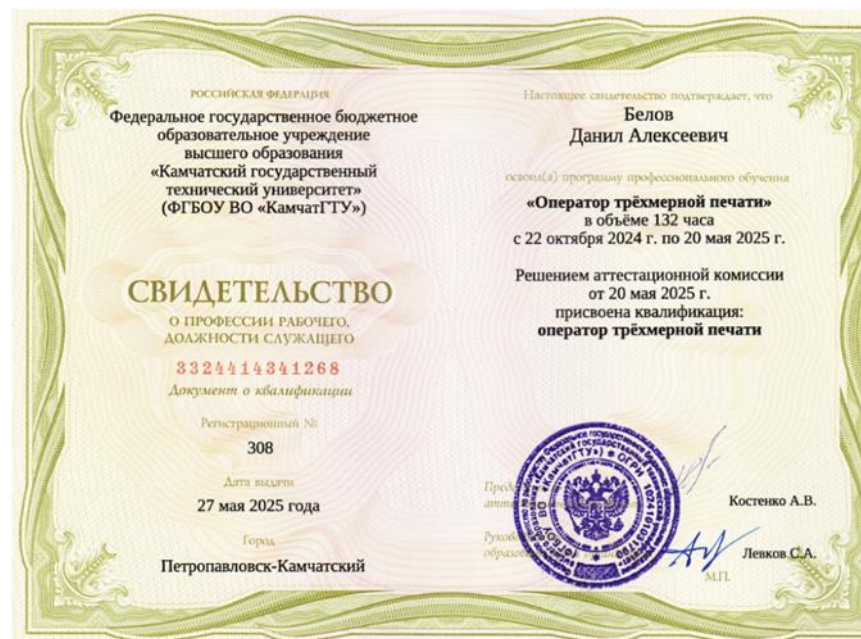 РОССИЙСКАЯ ФЕДЕРАЦИЯ
Федеральное государственное бюджетное
образовательное учреждение
высшего образования
«Камчатский государственный
технический университет»
(ФГБОУ ВО «КамчатГТУ»)
СВИДЕТЕЛЬСТВО
О ПРОФЕССИИ РАБОЧЕГО,
ДОЛЖНОСТИ СЛУЖАЩЕГО
332414341268
Документ о квалификации
Регистрационный №
308
Дата выдачи
27 мая 2025 года
Город
Петропавловск-Камчатский
Настоящее свидетельство подтверждает, что
Белов
Данил Алексеевич
освоил(а) программу профессионального обучения
«Оператор трёхмерной печати»
в объёме 132 часа
с 22 октября 2024 г. по 20 мая 2025 г.
Решением аттестационной комиссии
от 20 мая 2025 г.
присвоена квалификация:
оператор трёхмерной печати
Костенко А.В.
Левков С.А.
М.П.